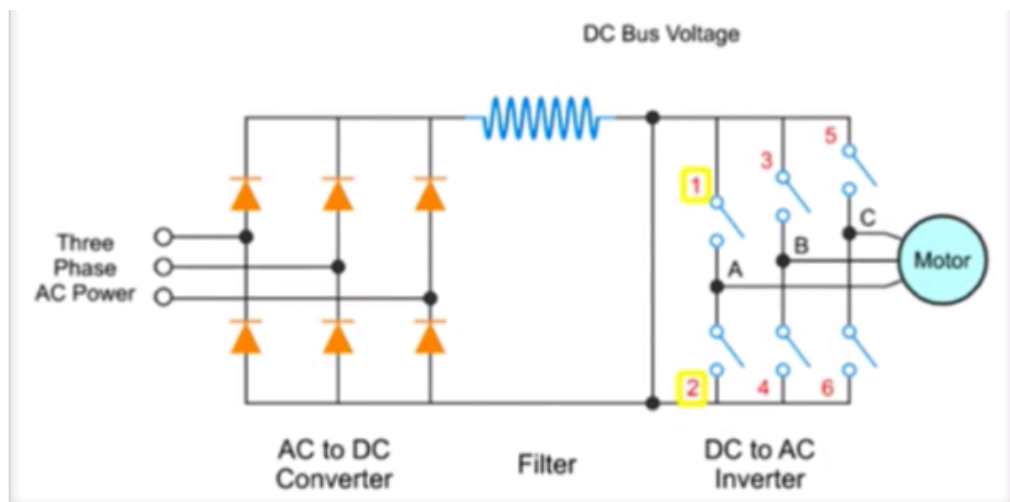 DC Bus Voltage
5
3
1
C
B
Motor
A
Three
Phase
AC Power
2
4
6
AC to DC
Converter
Filter
DC to AC
Inverter